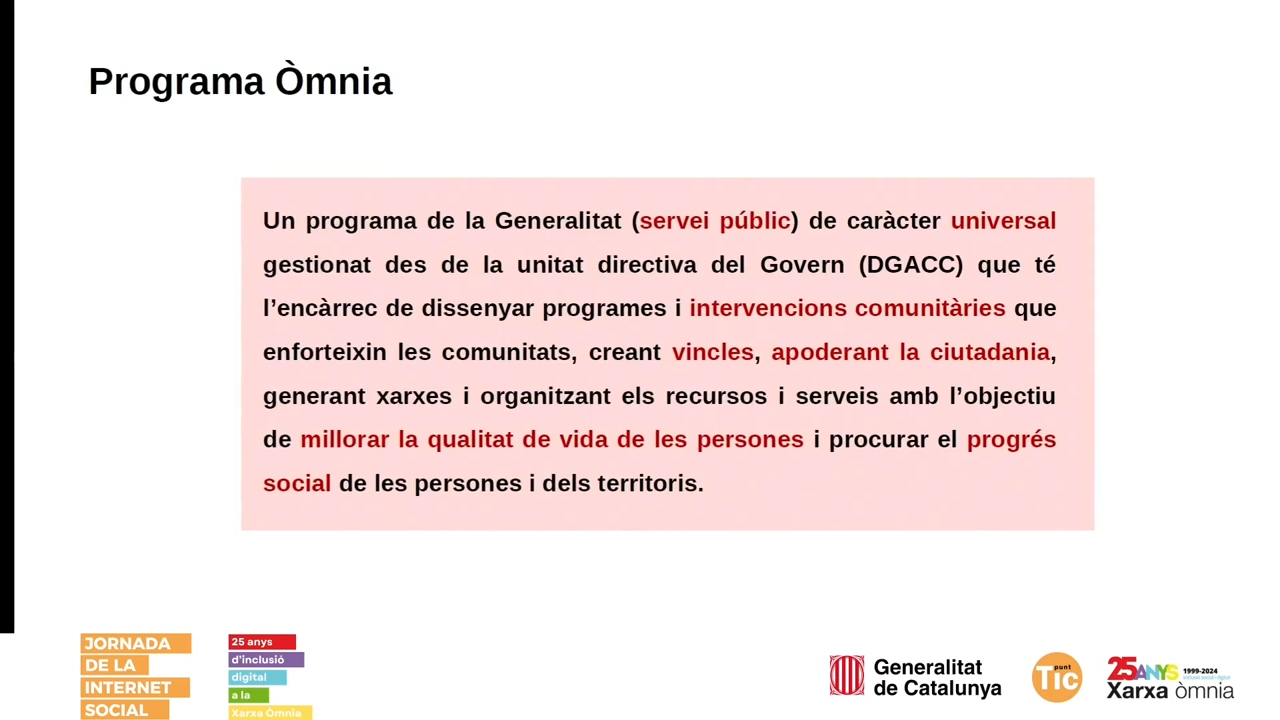 Programa Òmnia
Un programa de la Generalitat (servei públic) de caràcter universal
gestionat des de la unitat directiva del Govern (DGACC) que té
l’encàrrec de dissenyar programes i intervencions comunitàries que
enforteixin les comunitats, creant vincles, apoderant la ciutadania,
generant xarxes i organitzant els recursos i serveis amb l’objectiu
de millorar la qualitat de vida de les persones i procurar el progrés
social de les persones i dels territoris.
JORNADA
DE LA
INTERNET
SOCIAL
25 anys
d'inclusió
digital
a la
Xarxa Òmnia
Generalitat
de Catalunya
punt
Tic
25 ANYS 1999-2024
Xarxa òmnia